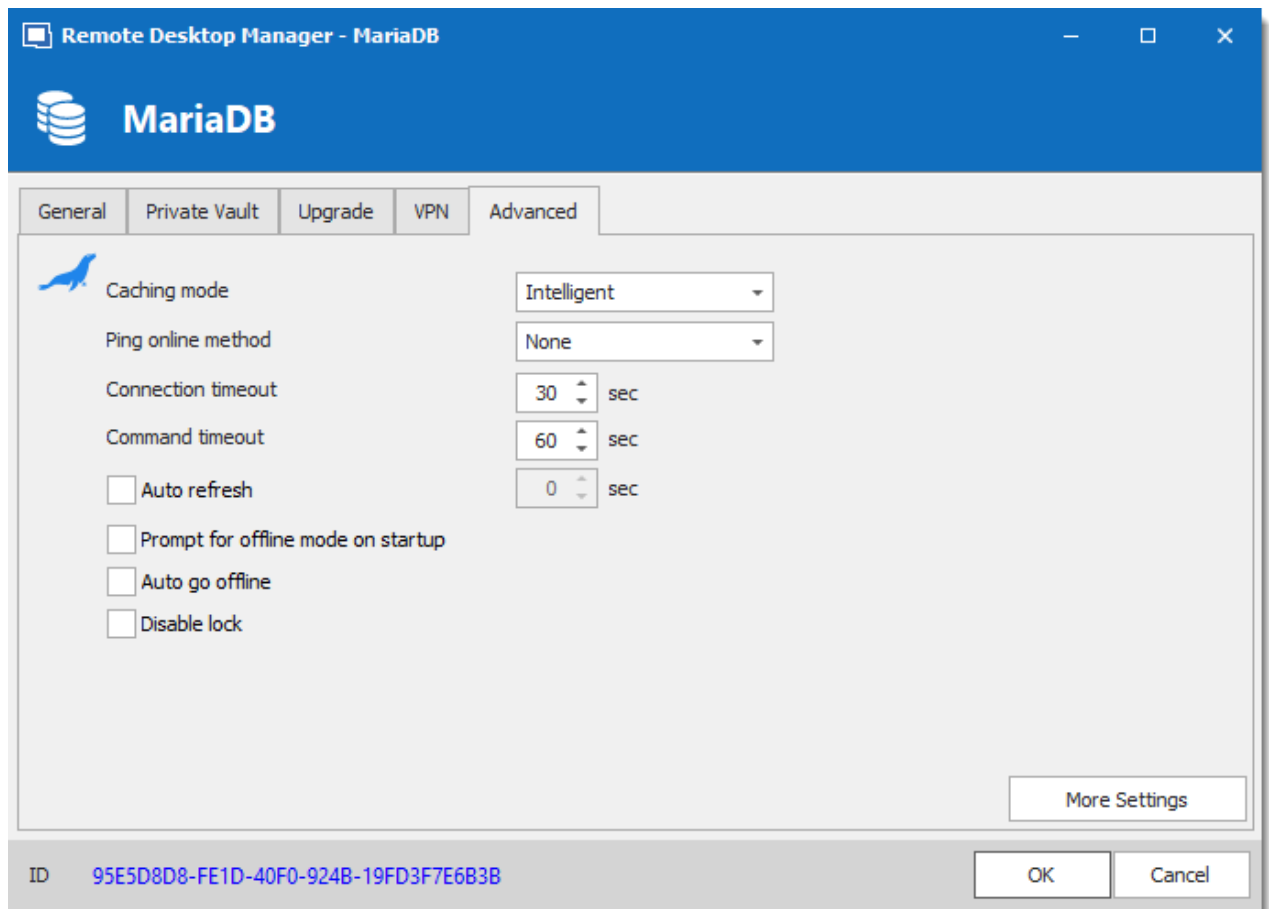 Remote Desktop Manager - MariaDB
MariaDB
General Private Vault Upgrade VPN Advanced
Caching mode Intelligent
Ping online method None
Connection timeout 30 sec
Command timeout 60 sec
Auto refresh 0 sec
Prompt for offline mode on startup
Auto go offline
Disable lock
More Settings
ID 95E5D8D8-FE1D-40F0-924B-19FD3F7E6B3B OK Cancel